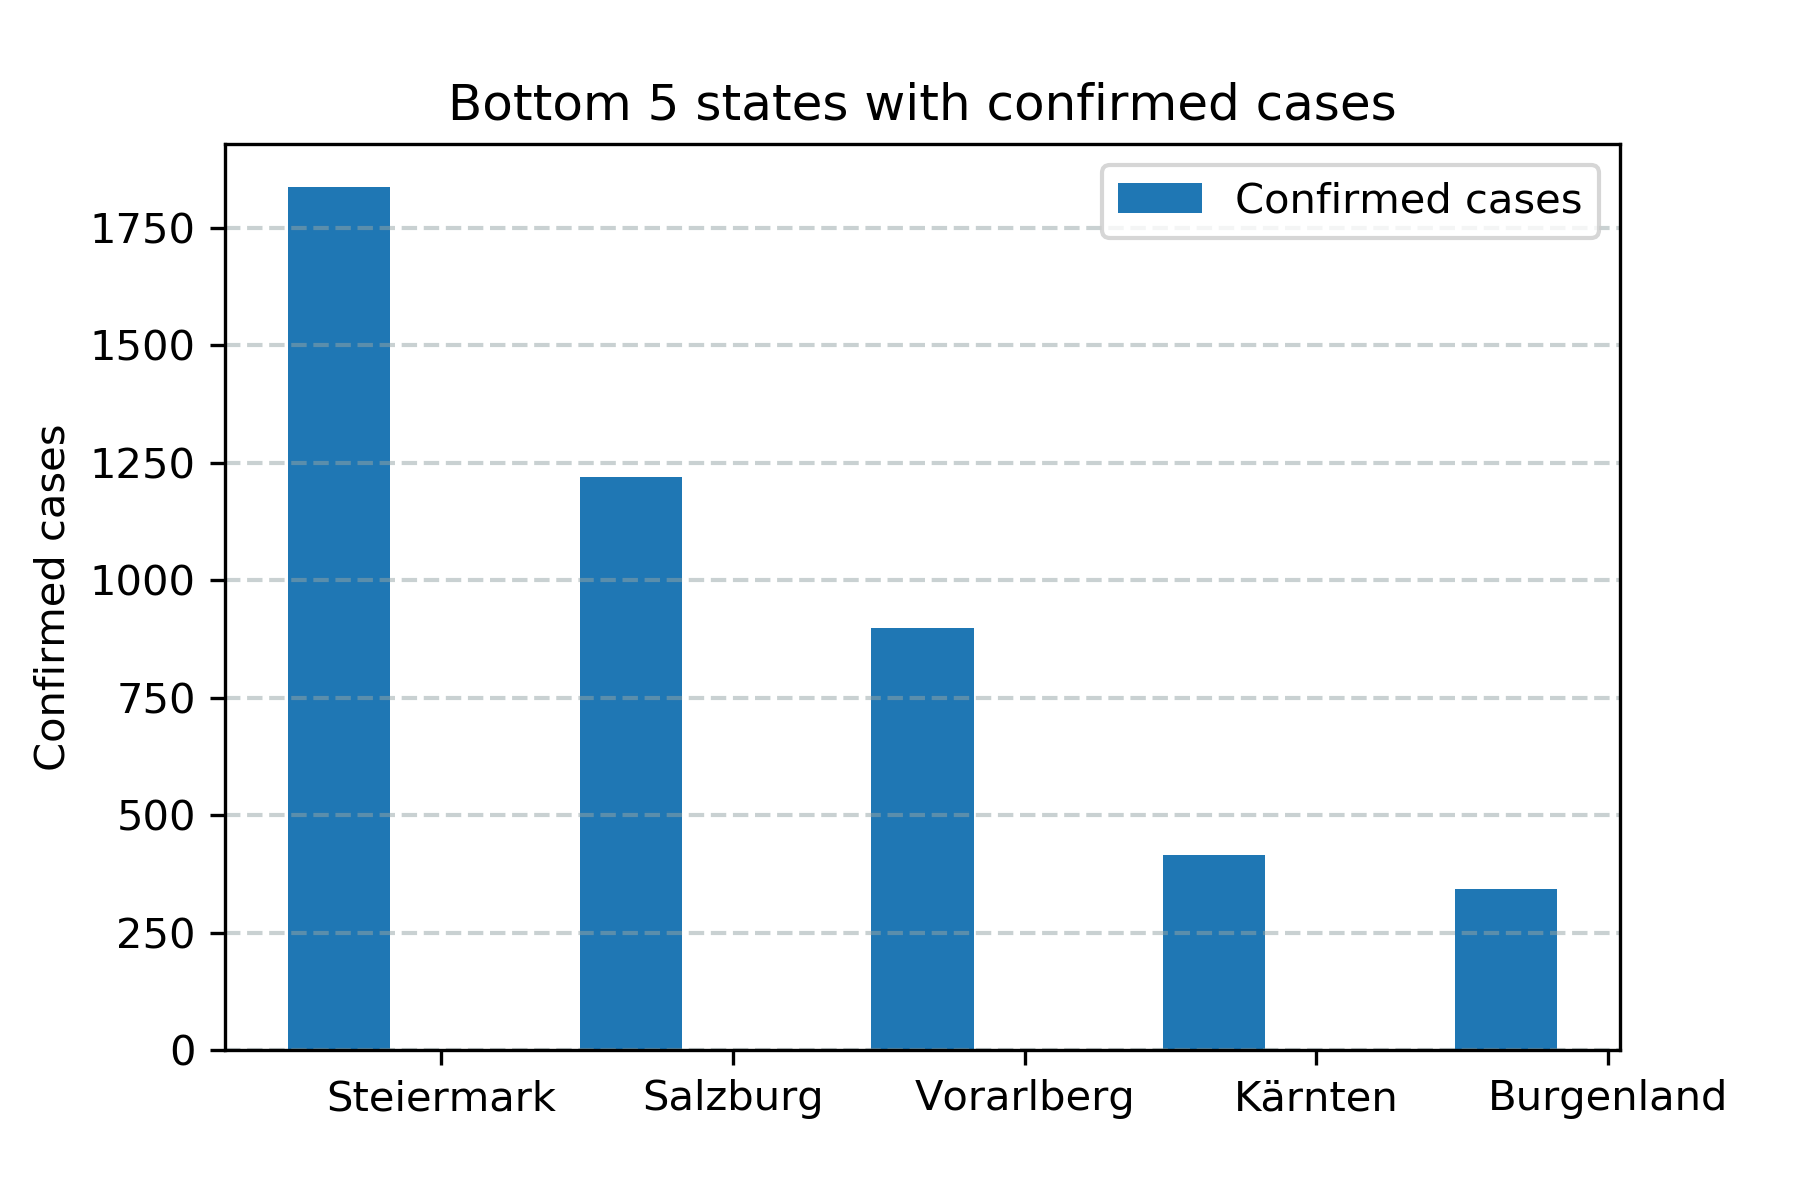 Bottom 5 states with confirmed cases
Confirmed cases
1750
1500
1250
1000
750
500
250
0
Confirmed cases
Steiermark
Salzburg
Vorarlberg
Kärnten
Burgenland